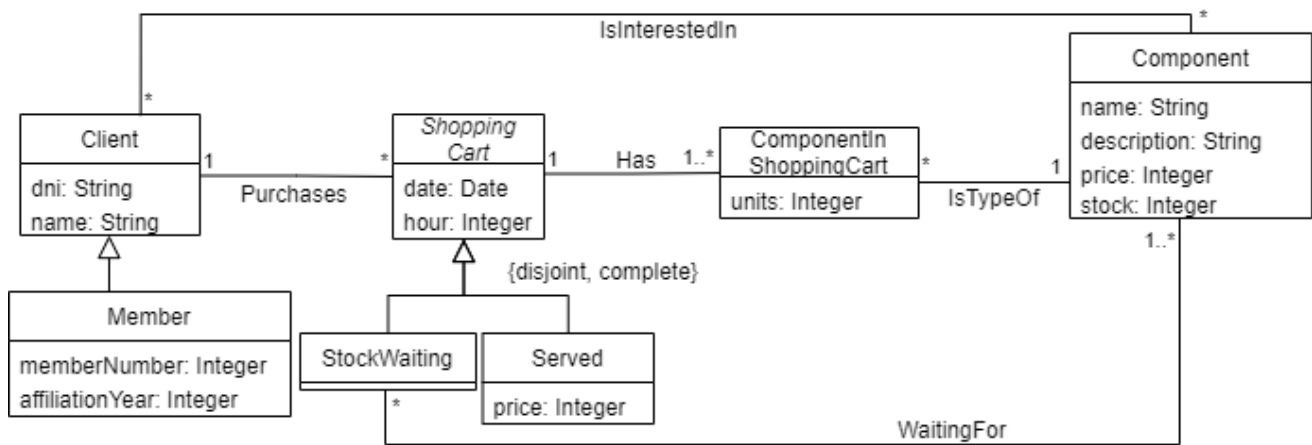 *
IsInterestedIn
*
Component
name: String
description: String
price: Integer
stock: Integer
Client
dni: String
name: String
1
Purchases
*
Shopping
Cart
date: Date
hour: Integer
1
Has
1..*
ComponentIn
ShoppingCart
units: Integer
*
IsTypeOf
1
1..*
{disjoint, complete}
Member
memberNumber: Integer
affiliationYear: Integer
StockWaiting
Served
price: Integer
*
WaitingFor